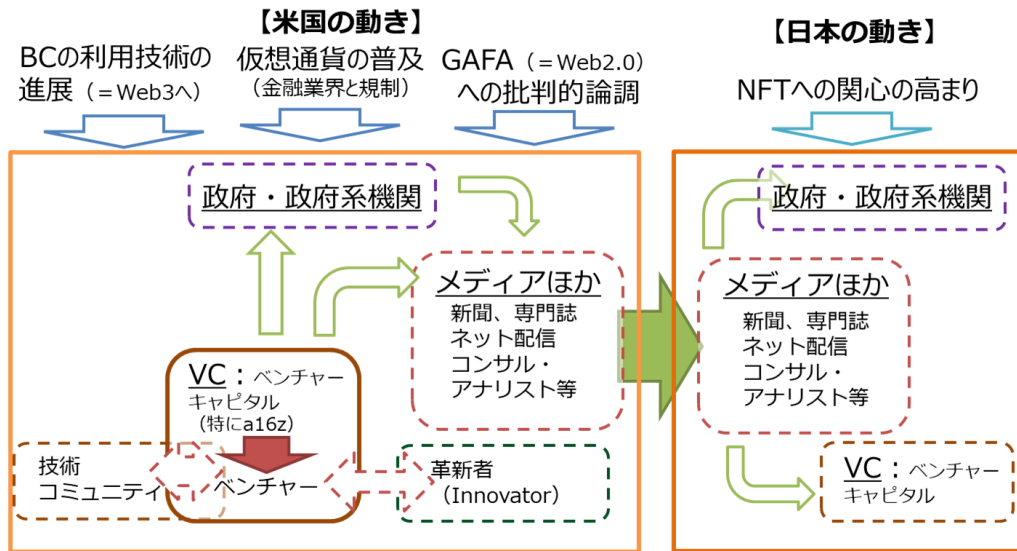 【米国の動き】
BCの利用技術の
進展（＝Web3へ）
仮想通貨の普及
（金融業界と規制）
GAFA（＝Web2.0）
への批判的論調
政府・政府系機関
メディアほか
新聞、専門誌
ネット配信
コンサル・
アナリスト等
VC：ベンチャー
キャピタル
（特にa16z）
技術
コミュニティ
ベンチャー
革新者
（Innovator）
【日本の動き】
NFTへの関心の高まり
政府・政府系機関
メディアほか
新聞、専門誌
ネット配信
コンサル・
アナリスト等
VC：ベンチャー
キャピタル